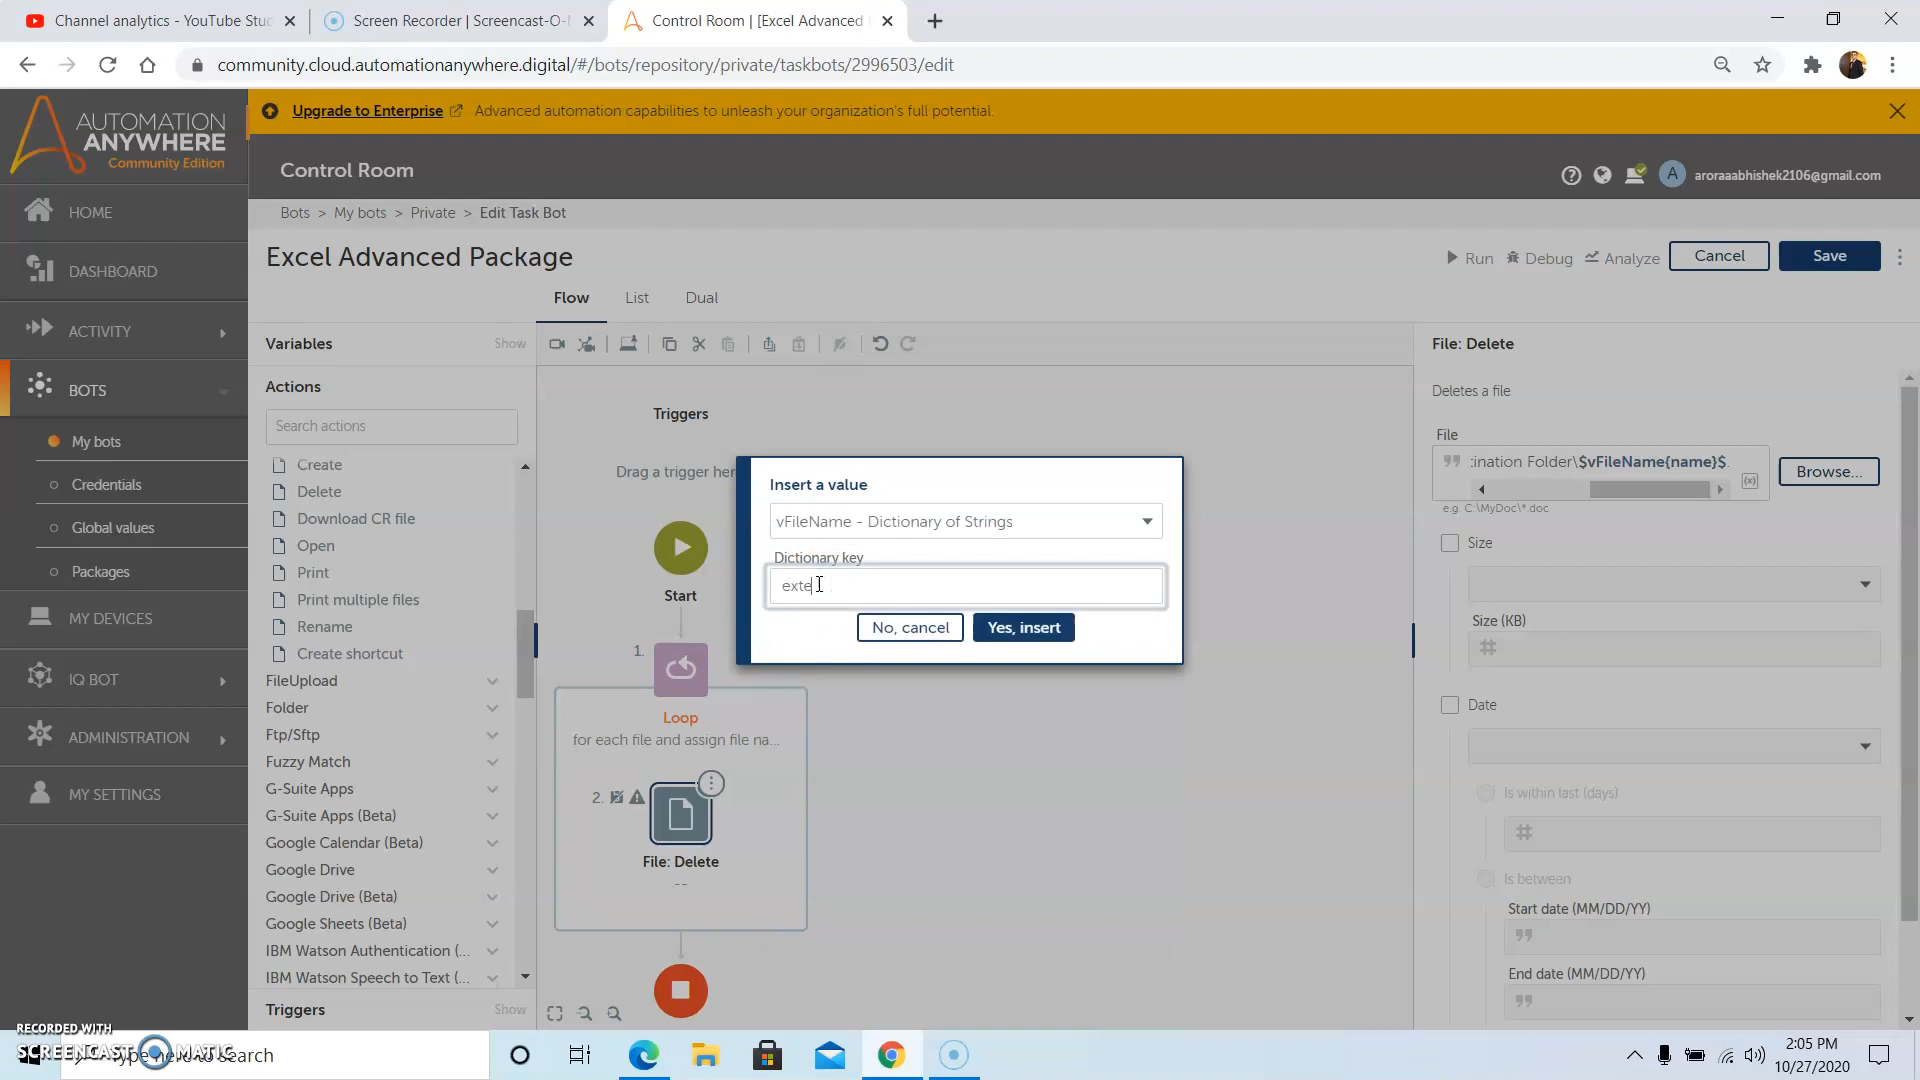 Channel analytics - YouTube Stu
Screen Recorder | Screencast-O-
Control Room | [Excel Advanced
community.cloud.automationanywhere.digital/#/bots/repository/private/taskbots/2996503/edit
AUTOMATION
ANYWHERE
Community Edition
Upgrade to Enterprise Advanced automation capabilities to unleash your organization's full potential.
Control Room
A aroraaabhishek2106@gmail.com
Bots > My bots > Private > Edit Task Bot
Excel Advanced Package
Run Debug Analyze Cancel Save
Flow List Dual
HOME
DASHBOARD
ACTIVITY
BOTS
My bots
Credentials
Global values
Packages
MY DEVICES
IQ BOT
ADMINISTRATION
MY SETTINGS
Variables Show
Actions
Search actions
Create
Delete
Download CR file
Open
Print
Print multiple files
Rename
Create shortcut
FileUpload
Folder
Ftp/Sftp
Fuzzy Match
G-Suite Apps
G-Suite Apps (Beta)
Google Calendar (Beta)
Google Drive
Google Drive (Beta)
Google Sheets (Beta)
IBM Watson Authentication (...
IBM Watson Speech to Text (...
Triggers Show
Triggers
Drag a trigger her
Start
1.
Loop
for each file and assign file na...
2.
File: Delete
--
Insert a value
vFileName - Dictionary of Strings
Dictionary key
exte
No, cancel Yes, insert
File: Delete
Deletes a file
File
:ination Folder\$vFileName{name}$.
Browse...
(x)
e.g. C:\MyDoc\*.doc
Size
Size (KB)
Date
Is within last (days)
Is between
Start date (MM/DD/YY)
End date (MM/DD/YY)
RECORDED WITH
SCREENCAST MATIC
Type here to search
2:05 PM
10/27/2020